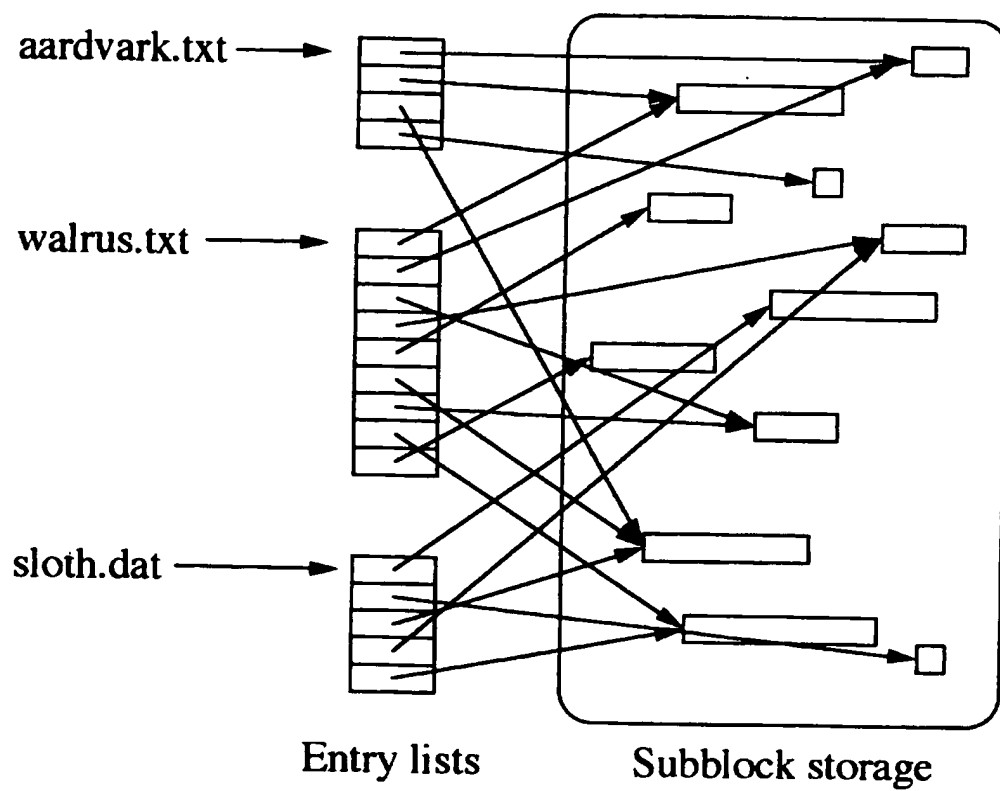 aardvark.txt
walrus.txt
sloth.dat
Entry lists
Subblock storage